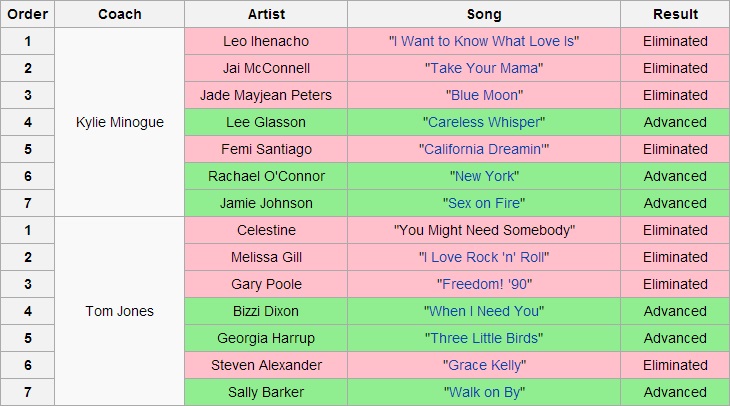 Order Coach Artist Song Result
1 Leo Ihenacho "I Want to Know What Love Is" Eliminated
2 Jai McConnell "Take Your Mama" Eliminated
3 Jade Mayjean Peters "Blue Moon" Eliminated
4 Kylie Minogue Lee Glasson "Careless Whisper" Advanced
5 Femi Santiago "California Dreamin'" Eliminated
6 Rachael O'Connor "New York" Advanced
7 Jamie Johnson "Sex on Fire" Advanced
1 Celestine "You Might Need Somebody" Eliminated
2 Melissa Gill "I Love Rock 'n' Roll" Eliminated
3 Gary Poole "Freedom! '90" Eliminated
4 Tom Jones Bizzi Dixon "When I Need You" Advanced
5 Georgia Harrup "Three Little Birds" Advanced
6 Steven Alexander "Grace Kelly" Eliminated
7 Sally Barker "Walk on By" Advanced